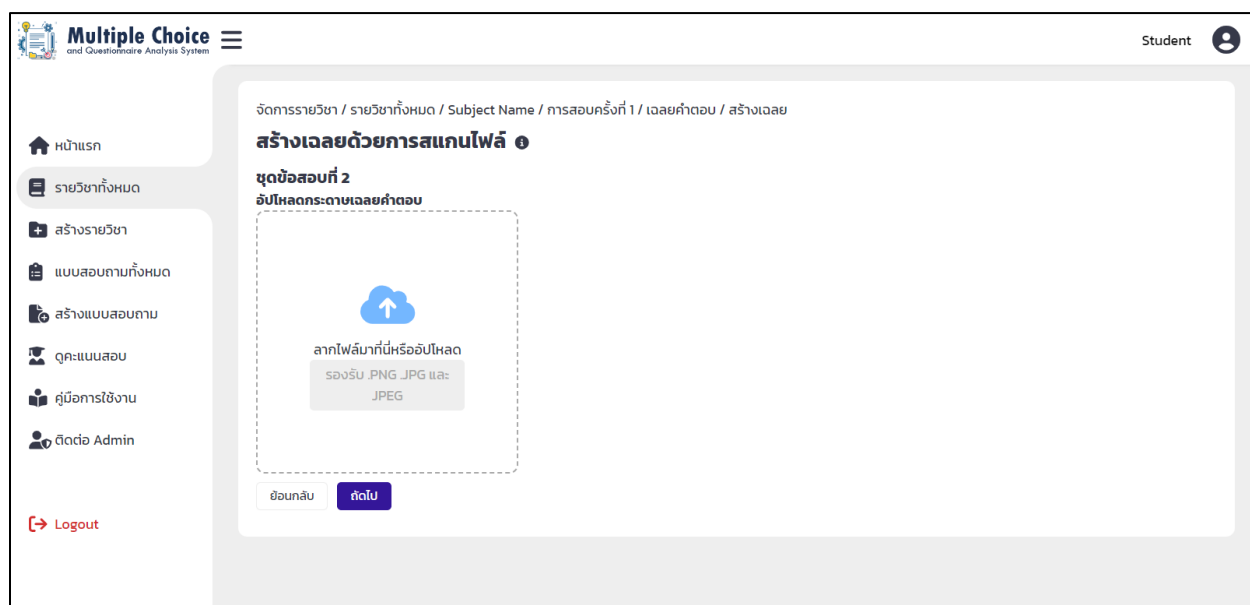 Multiple Choice
and Questionnaire Analysis System
Student
จัดการรายวิชา / รายวิชาทั้งหมด / Subject Name / การสอบครั้งที่ 1 / เฉลยคำตอบ / สร้างเฉลย
สร้างเฉลยด้วยการสแกนไฟล์
ชุดข้อสอบที่ 2
อัปโหลดกระดาษเฉลยคำตอบ
ลากไฟล์มาที่นี่หรืออัปโหลด
รองรับ .PNG .JPG และ
JPEG
ย้อนกลับ
ถัดไป
หน้าแรก
รายวิชาทั้งหมด
สร้างรายวิชา
แบบสอบถามทั้งหมด
สร้างแบบสอบถาม
ดูคะแนนสอบ
คู่มือการใช้งาน
ติดต่อ Admin
Logout